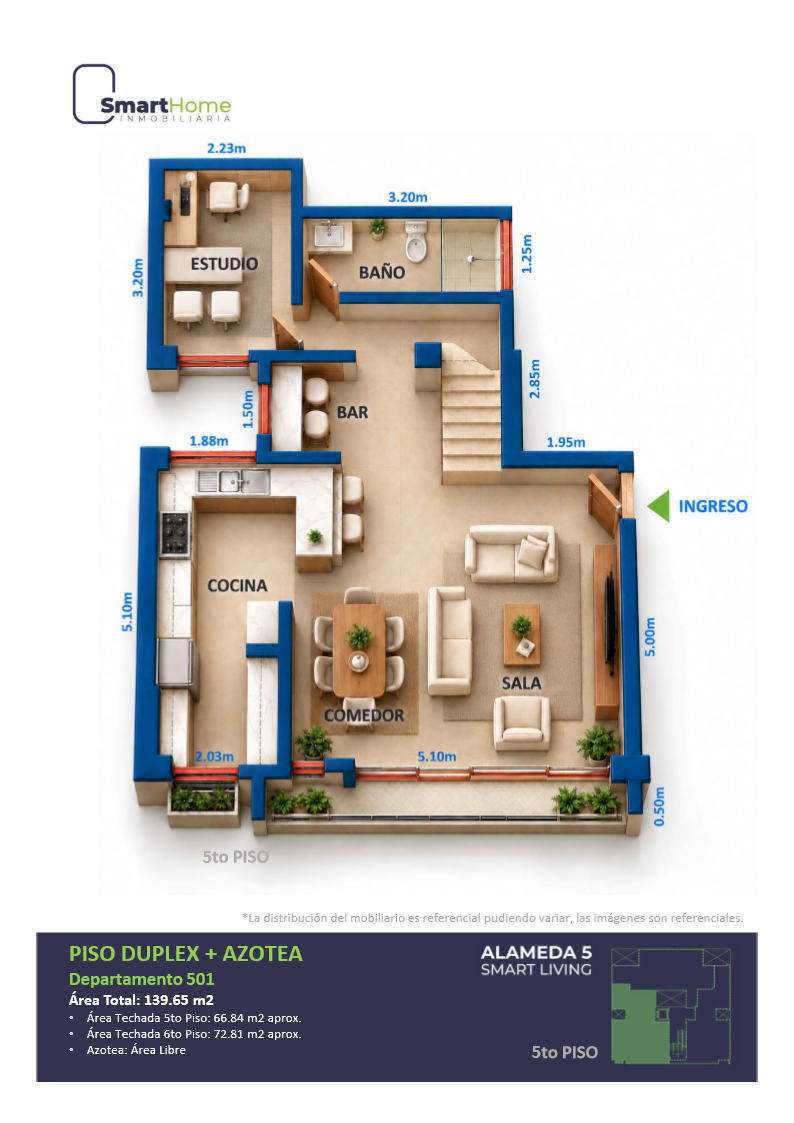 SmartHome
INMOBILIARIA
2.23m
3.20m
ESTUDIO
BAÑO
1.25m
3.20m
2.85m
1.50m
BAR
1.88m
1.95m
INGRESO
COCINA
5.10m
5.00m
SALA
COMEDOR
2.03m
5.10m
0.50m
5to PISO
*La distribución del mobiliario es referencial pudiendo variar, las imágenes son referenciales.
PISO DUPLEX + AZOTEA
Departamento 501
Área Total: 139.65 m2
• Área Techada 5to Piso: 66.84 m2 aprox.
• Área Techada 6to Piso: 72.81 m2 aprox.
• Azotea: Área Libre
ALAMEDA 5
SMART LIVING
5to PISO